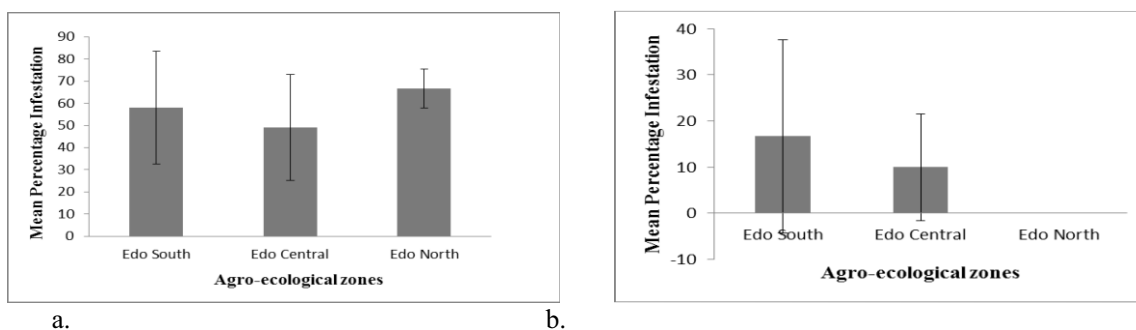 Mean Percentage Infestation
90
80
70
60
50
40
30
20
10
0
Edo South Edo Central Edo North
Agro-ecological zones
a.
Mean Percentage Infestation
40
30
20
10
0
-10
Edo South Edo Central Edo North
Agro-ecological zones
b.